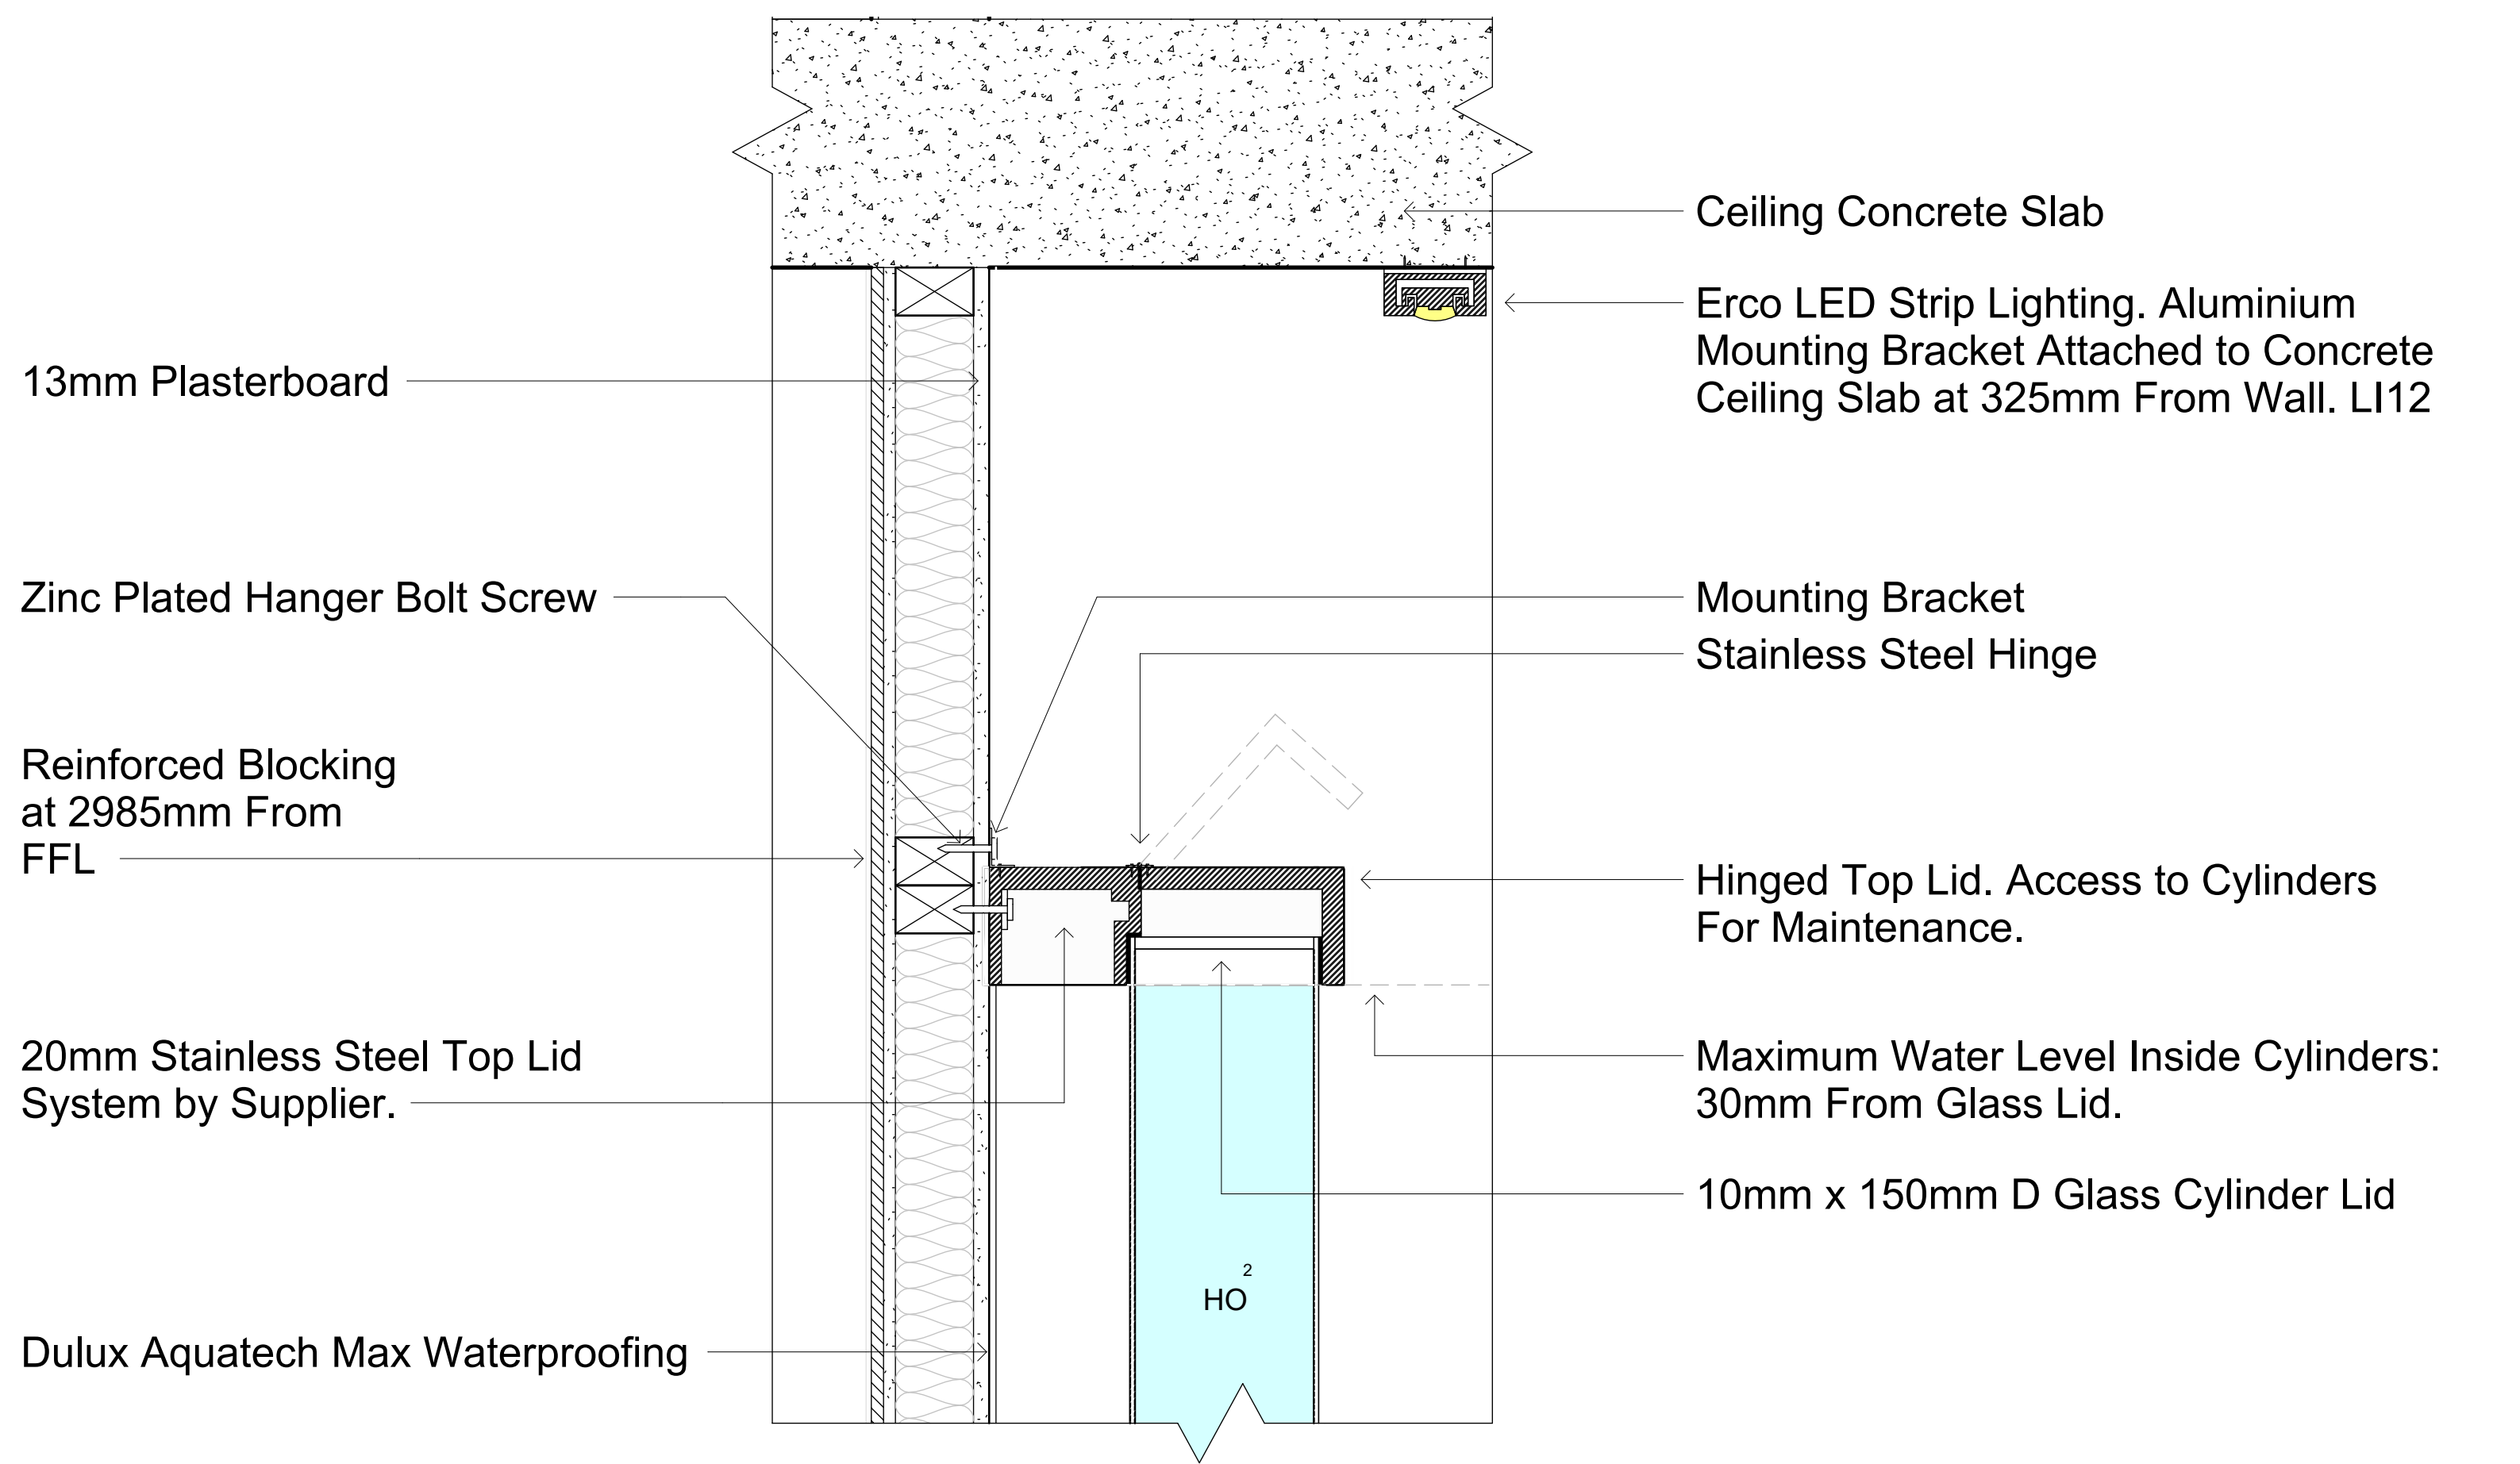 Ceiling Concrete Slab
Erco LED Strip Lighting. Aluminium
Mounting Bracket Attached to Concrete
Ceiling Slab at 325mm From Wall. LI12
13mm Plasterboard
Zinc Plated Hanger Bolt Screw
Mounting Bracket
Stainless Steel Hinge
Reinforced Blocking
at 2985mm From
FFL
Hinged Top Lid. Access to Cylinders
For Maintenance.
20mm Stainless Steel Top Lid
System by Supplier.
Maximum Water Level Inside Cylinders:
30mm From Glass Lid.
10mm x 150mm D Glass Cylinder Lid
2
HO
Dulux Aquatech Max Waterproofing